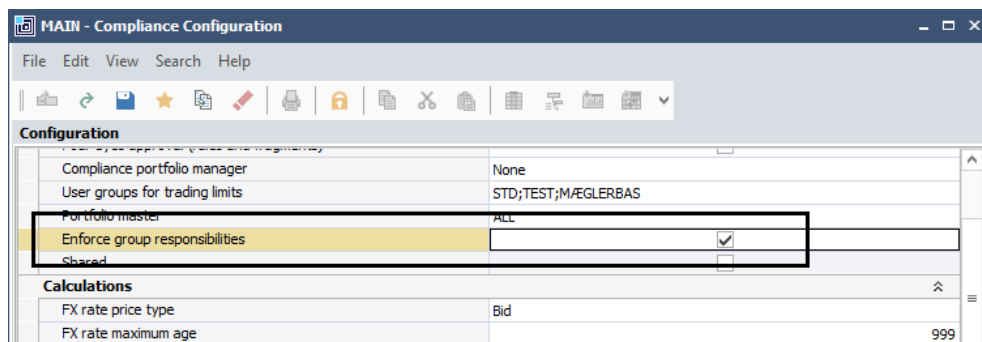 MAIN - Compliance Configuration
File Edit View Search Help
Configuration
Compliance portfolio manager None
User groups for trading limits STD;TEST;MÆGLERBAS
Portfolio master ALL
Enforce group responsibilities
Shared
Calculations
FX rate price type Bid
FX rate maximum age 999